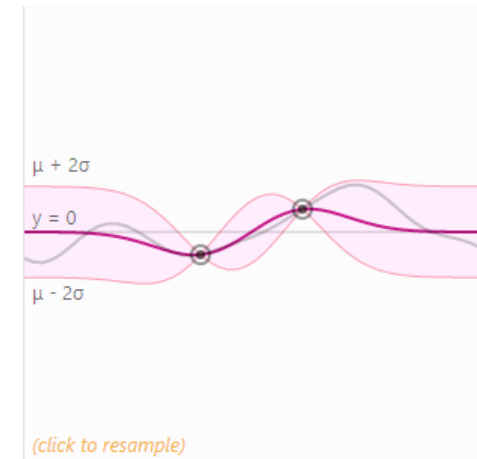 μ + 2σ
y = 0
μ - 2σ
(click to resample)